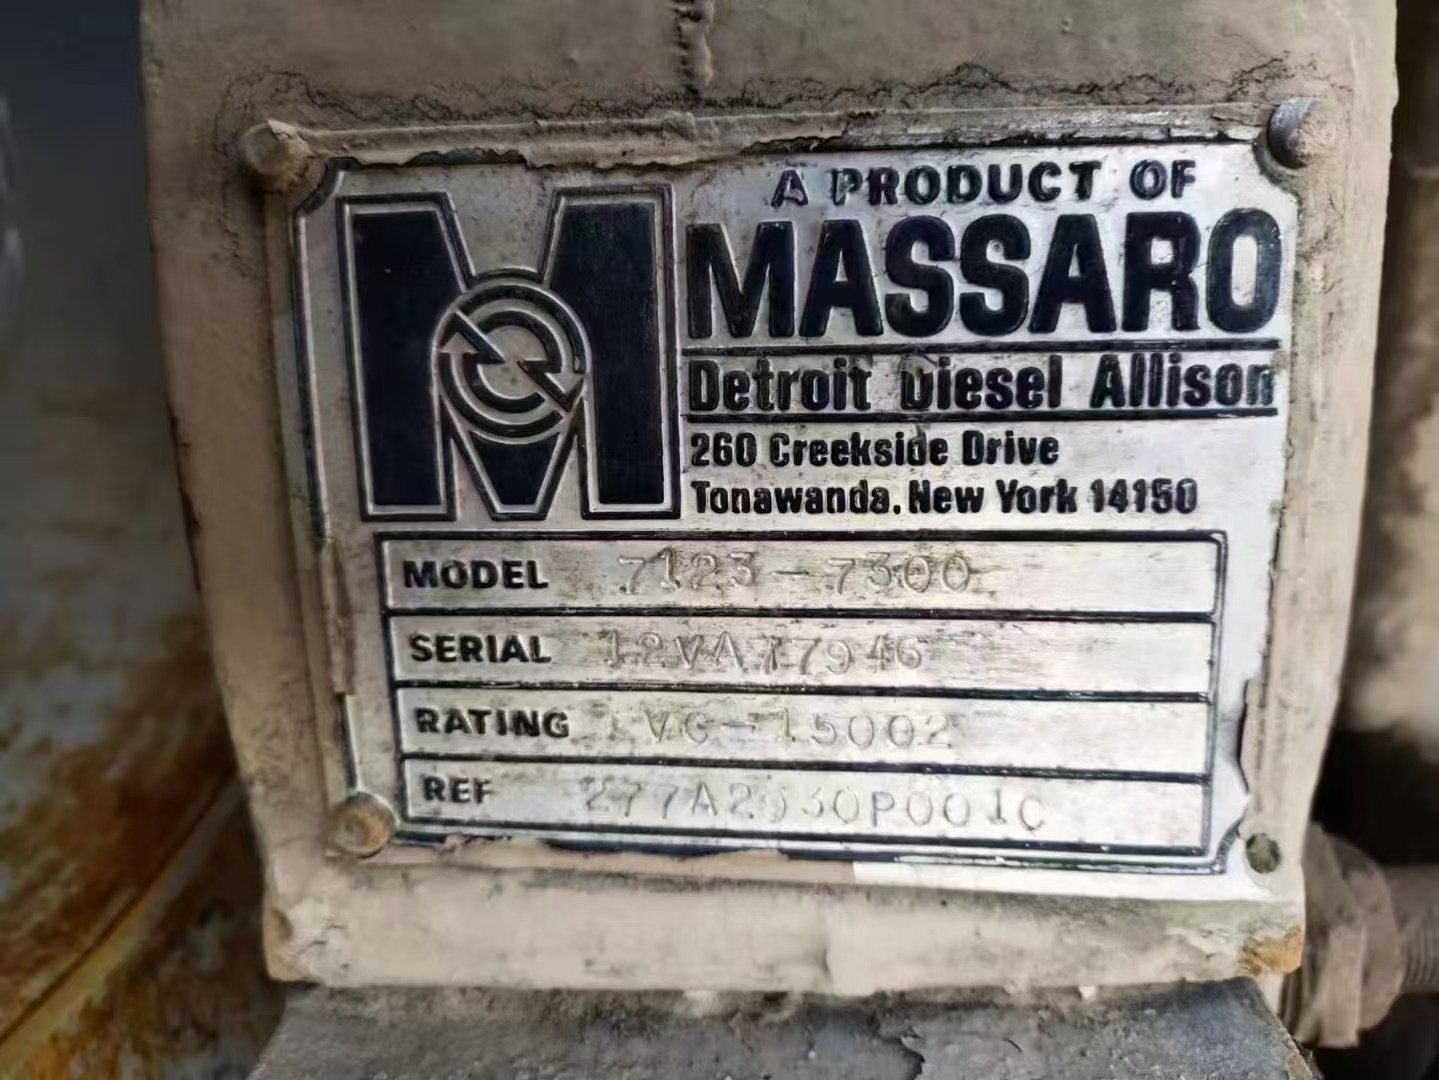 A PRODUCT OF
MASSARO
Detroit Diesel Allison
260 Creekside Drive
Tonawanda, New York 14150
MODEL 7123-7300
SERIAL 12VA77946
RATING
REF